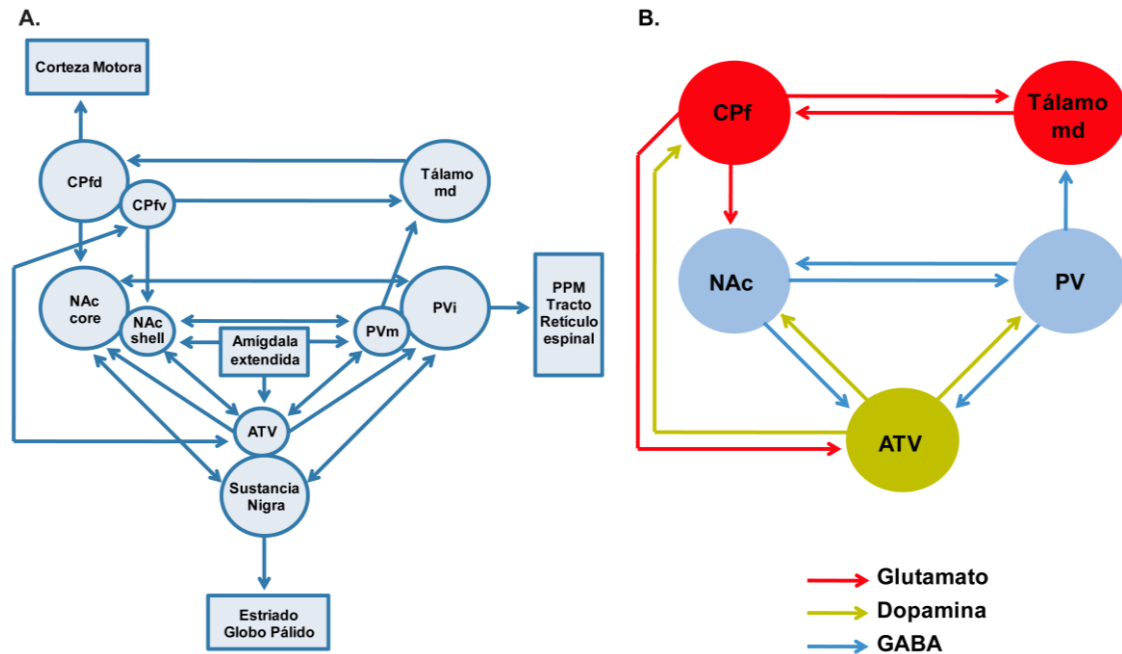 A.
Corteza Motora
CPfd
CPfv
Tálamo
md
NAc
core
NAc
shell
Amígdala
extendida
PVm
PVi
PPM
Tracto
Retículo
espinal
ATV
Sustancia
Nigra
Estriado
Globo Pálido
B.
CPf
Tálamo
md
NAc
PV
ATV
Glutamato
Dopamina
GABA